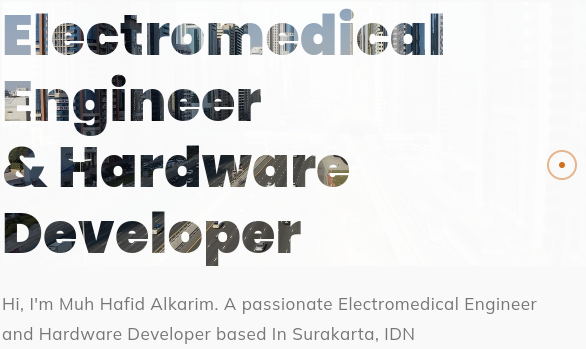 Electromedical
Engineer
& Hardware
Developer
Hi, I'm Muh Hafid Alkarim. A passionate Electromedical Engineer
and Hardware Developer based In Surakarta, IDN